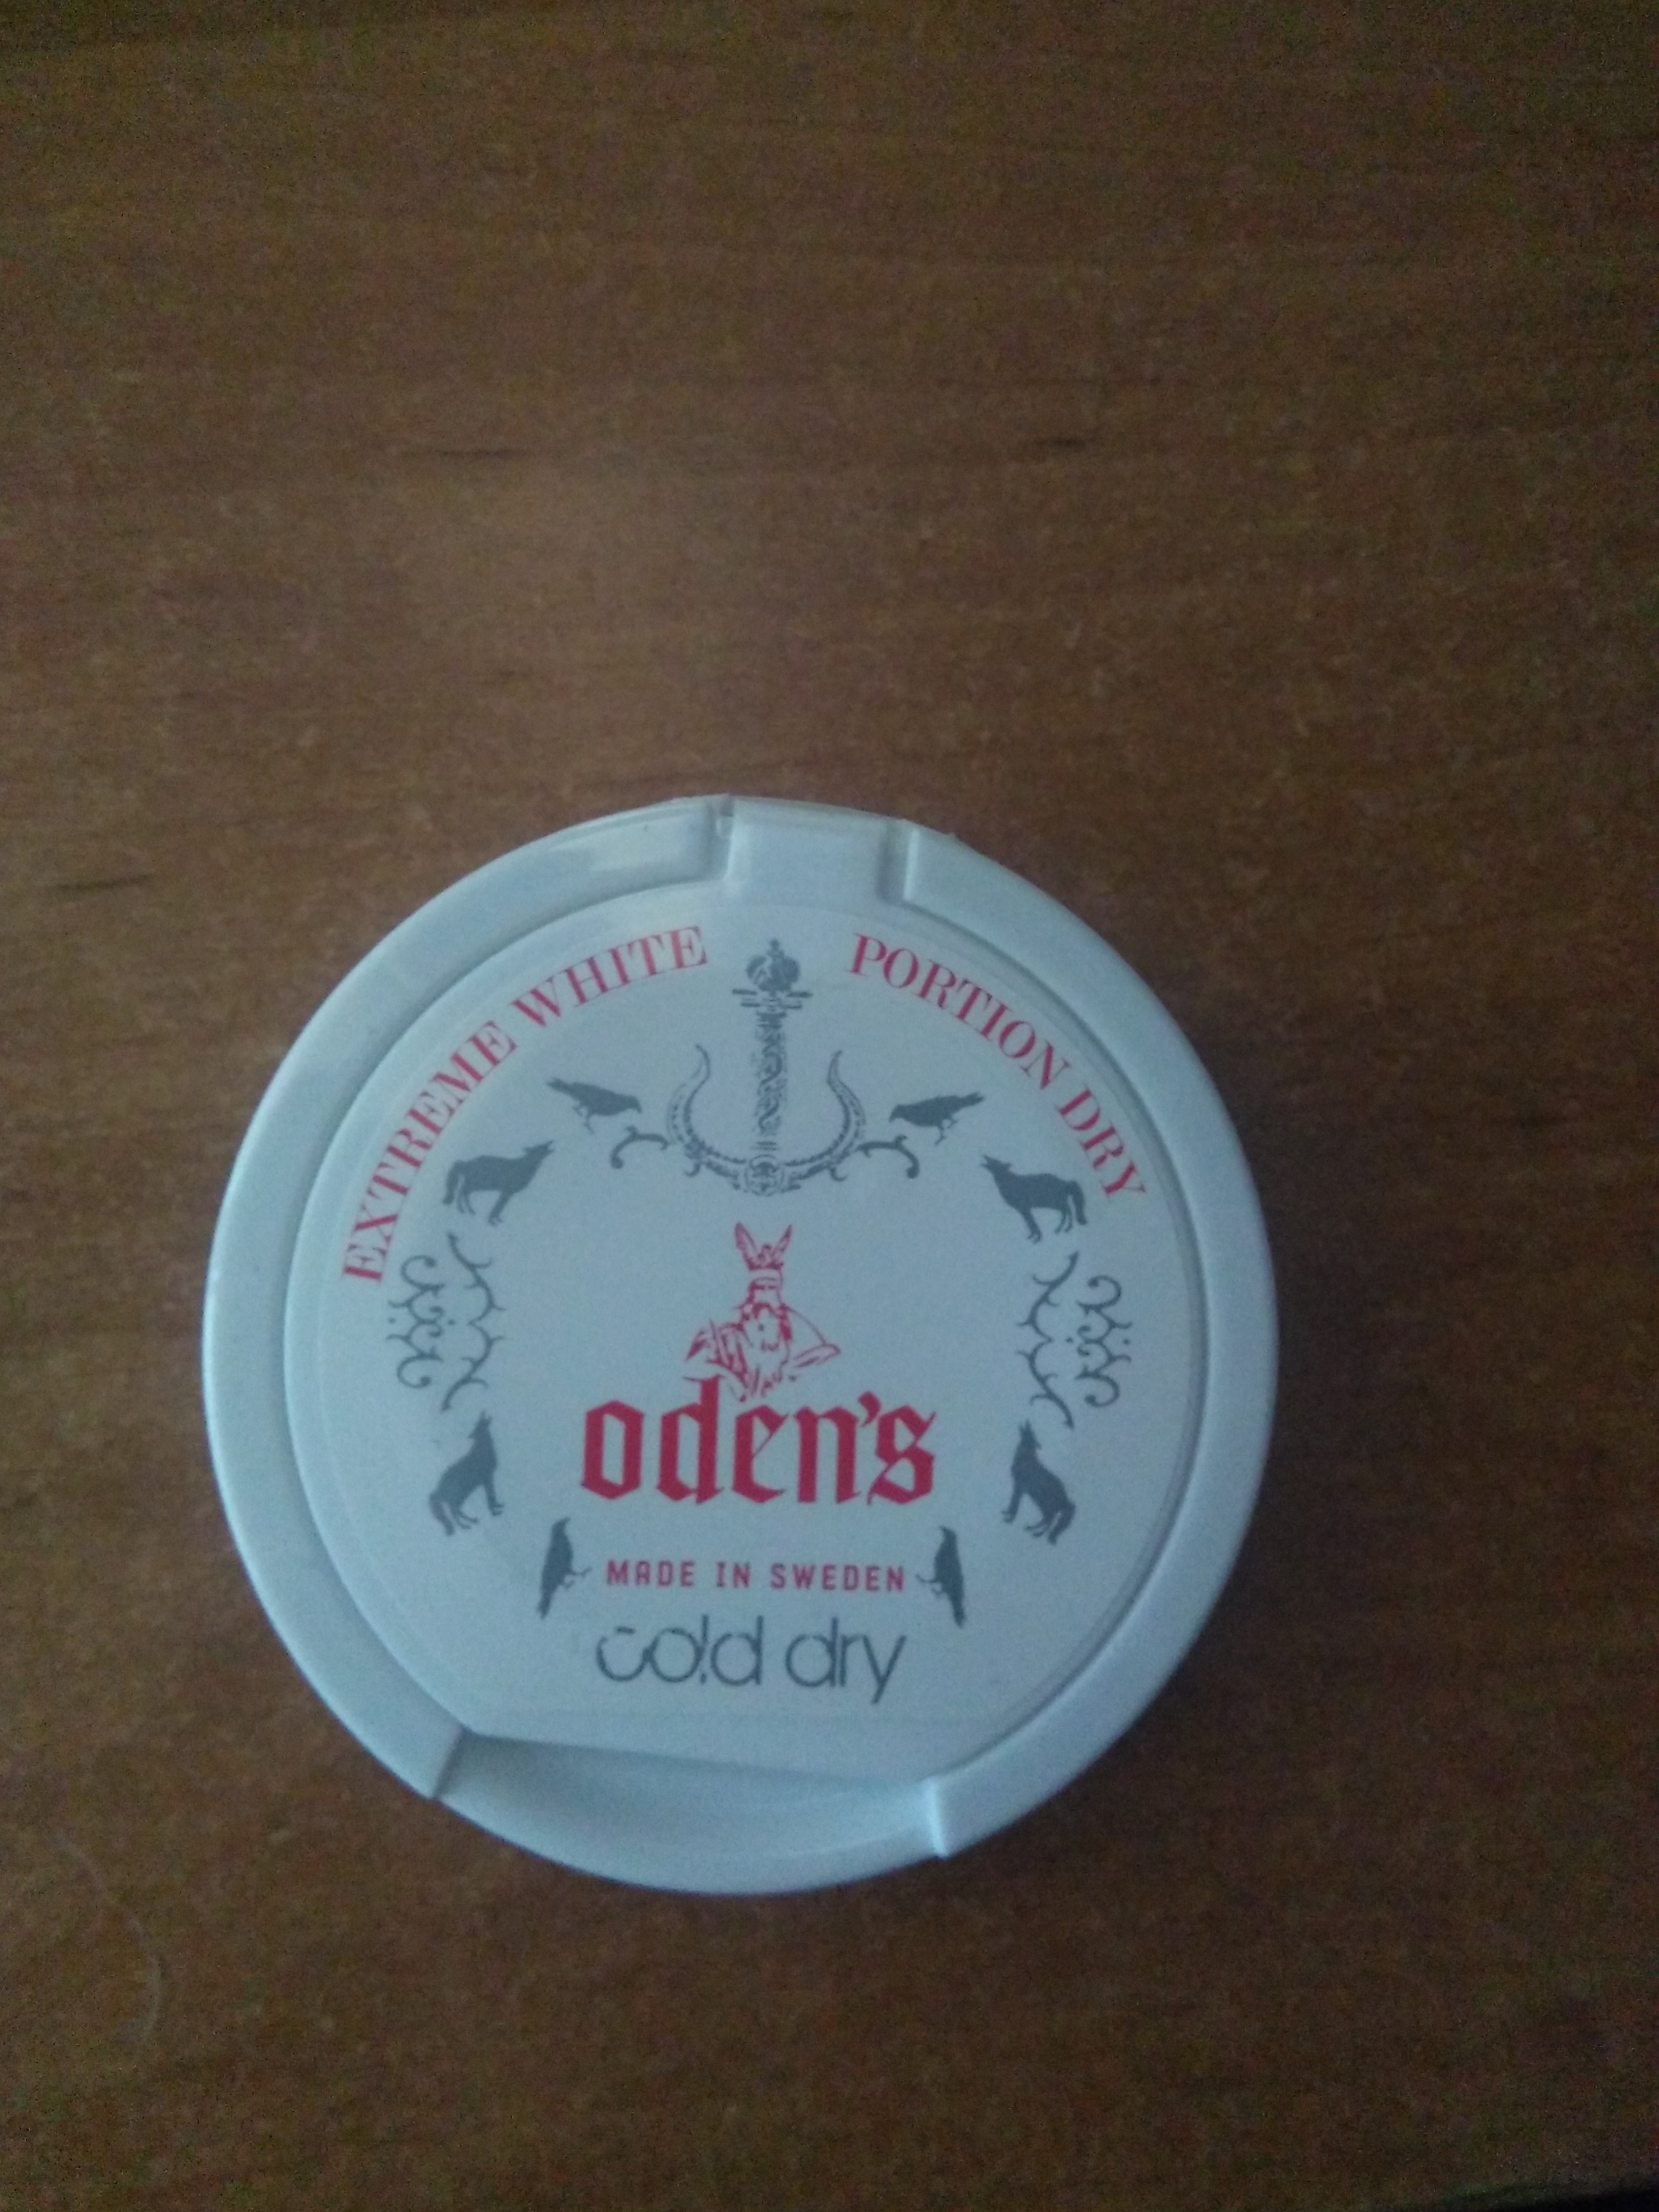 EXTREME WHITE PORTION DRY
oden's
MADE IN SWEDEN
cold dry